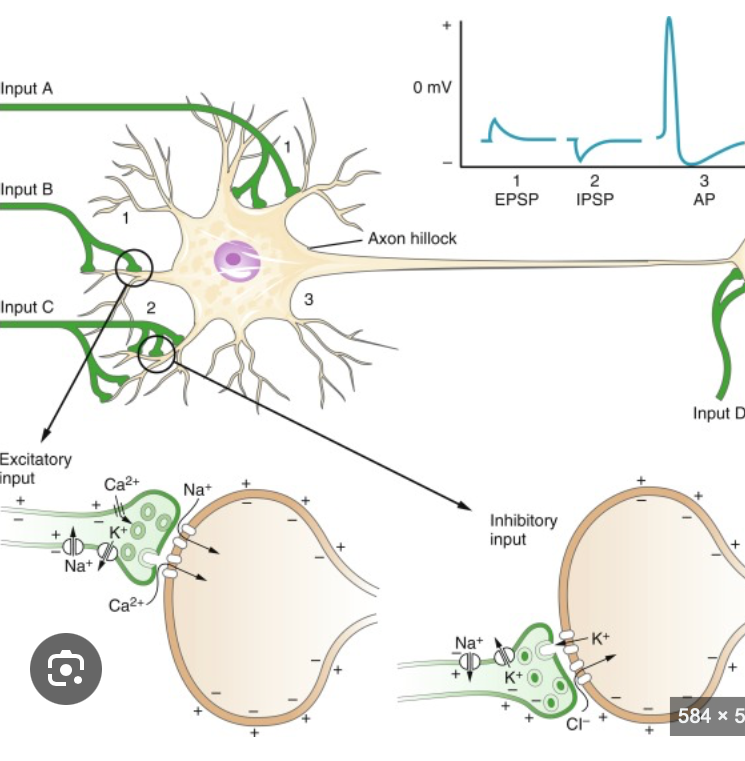 Input A
1
+
0 mV
−
1
2
3
EPSP
IPSP
AP
Input B
1
Axon hillock
Input C
2
3
Input D
Excitatory
input
Ca2+
Na+
+
−
+
−
K+
+
−
Na+
Ca2+
+
−
+
−
+
−
−
+
−
+
−
+
−
+
Inhibitory
input
+
−
+
−
+
−
Na+
−
+
K+
K+
−
+
−
+
Cl−
−
+
−
+
−
+
584 × 5